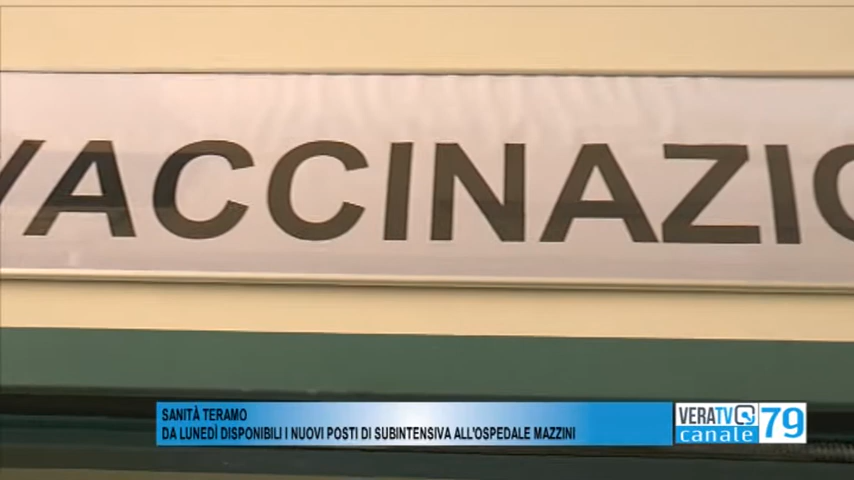 VACCINAZIO
SANITÀ TERAMO
DA LUNEDÌ DISPONIBILI I NUOVI POSTI DI SUBINTENSIVA ALL'OSPEDALE MAZZINI
VERATV
canale
79